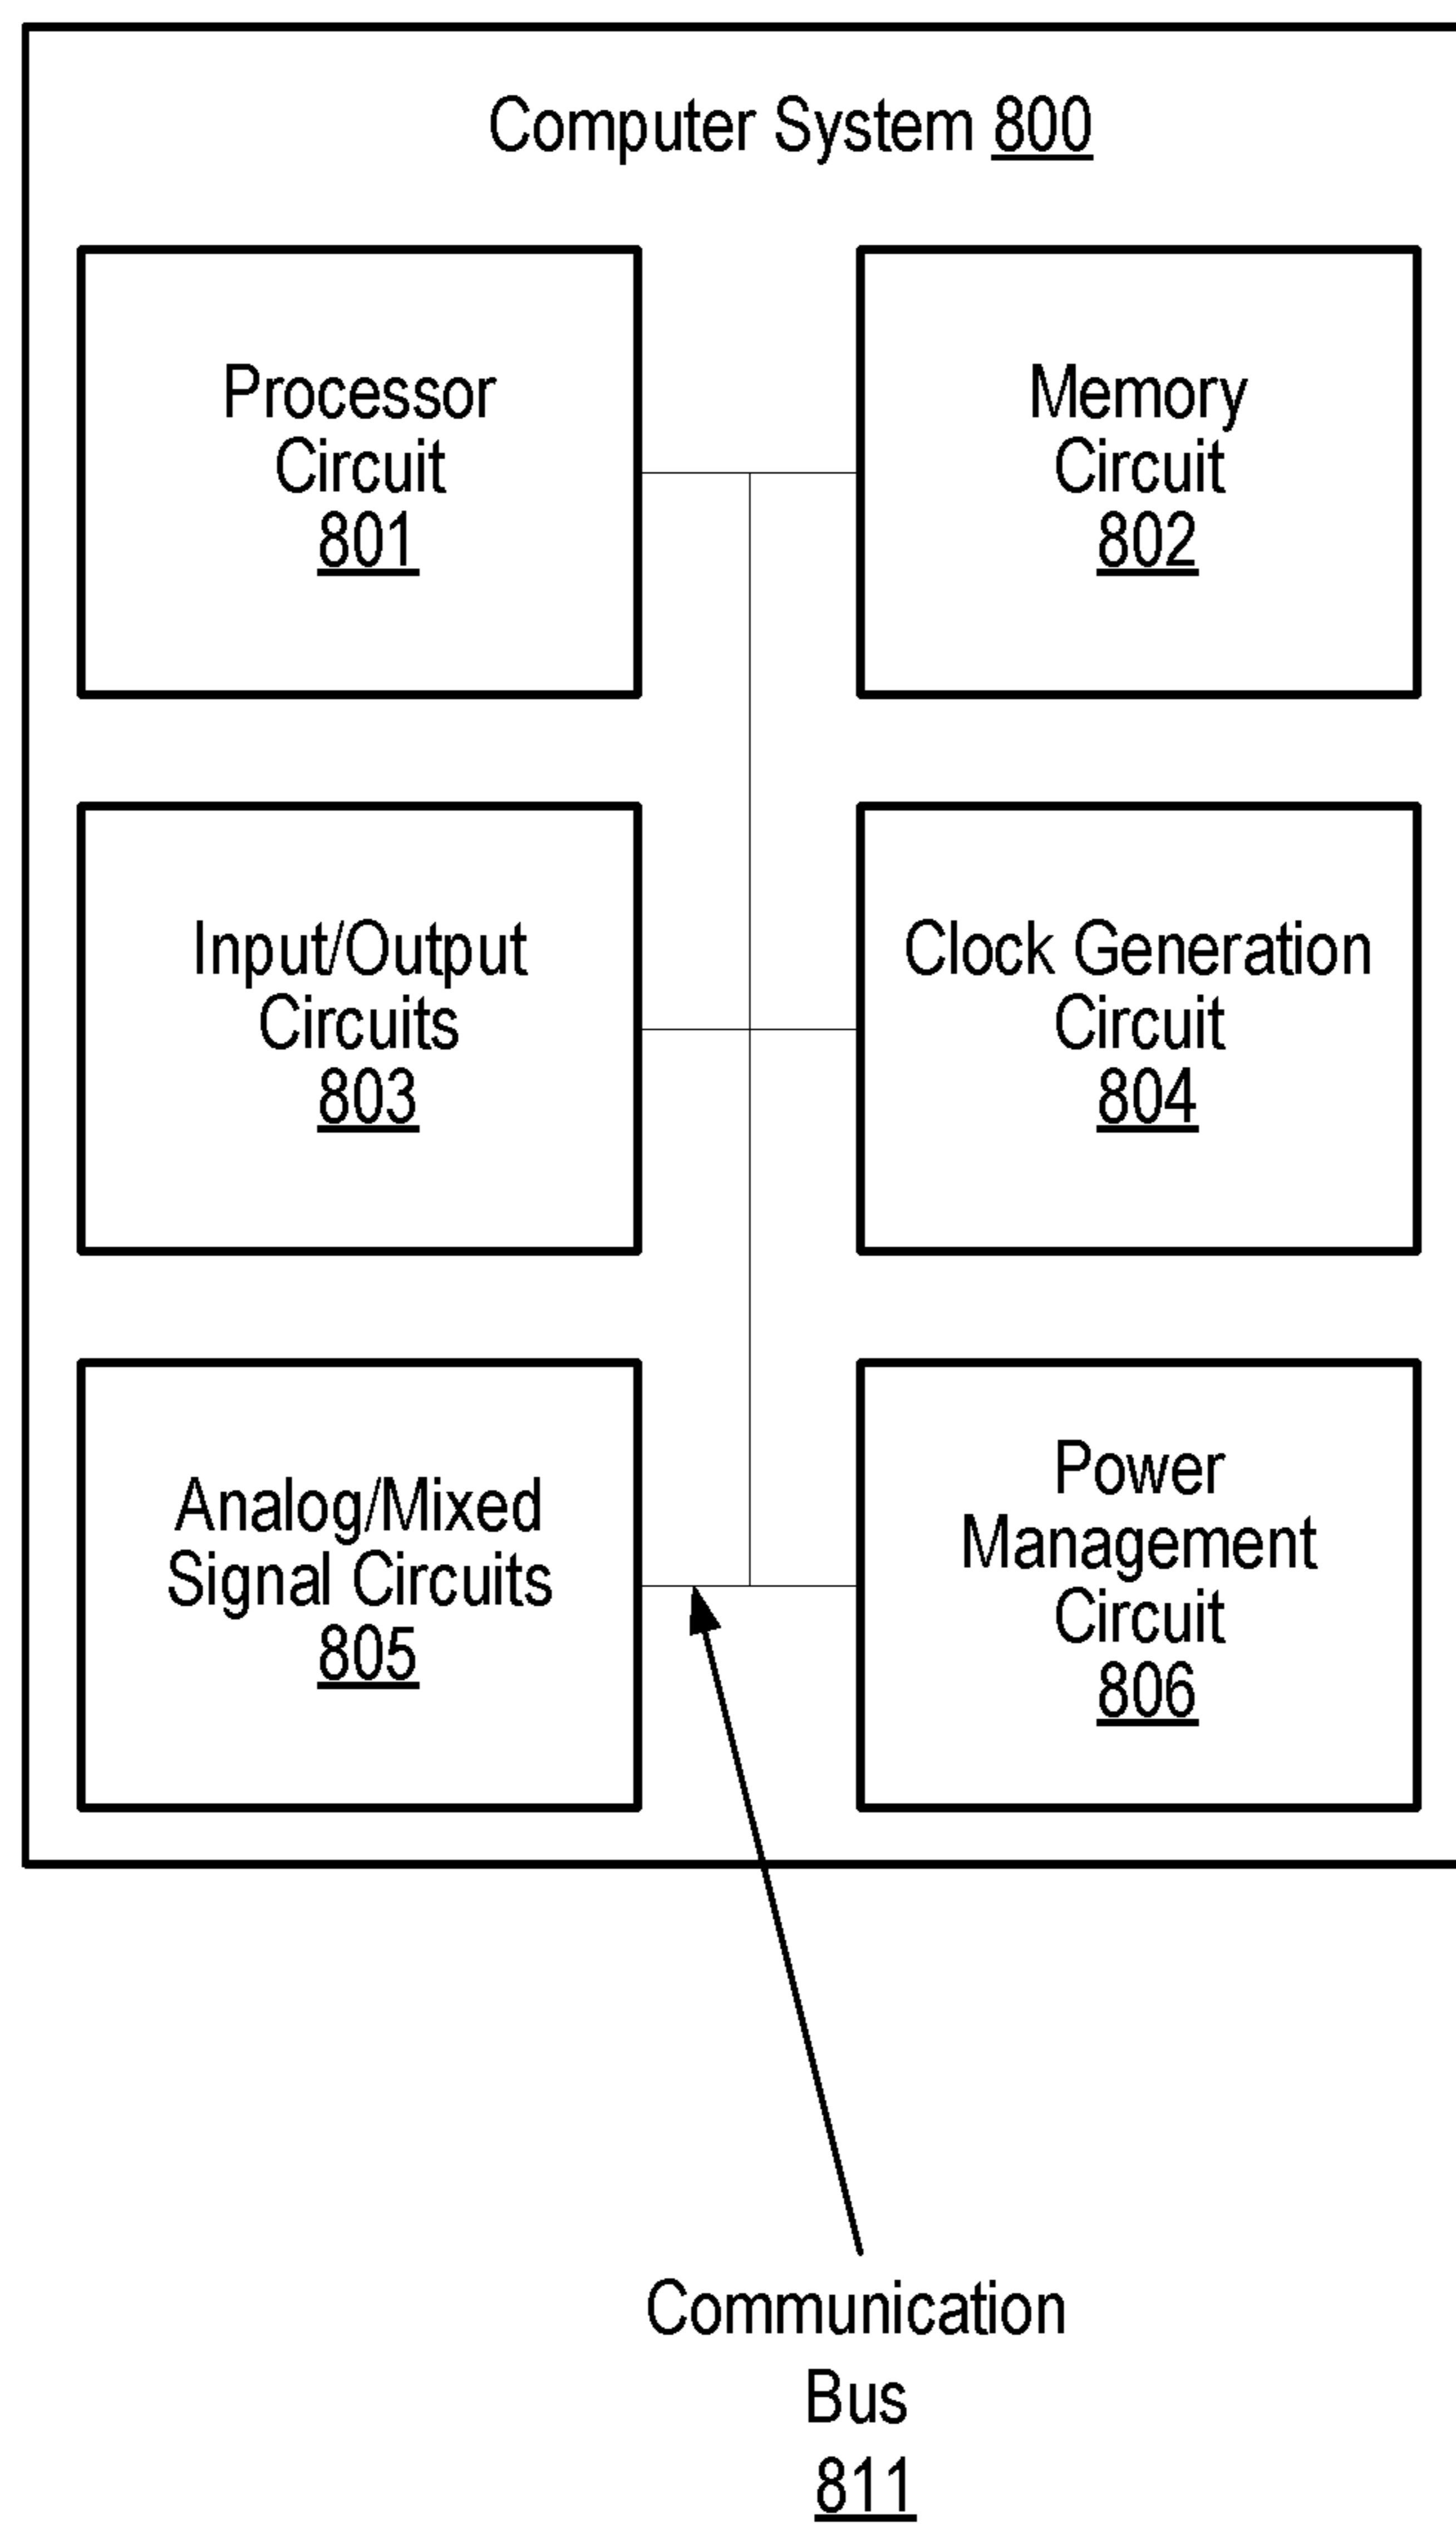 Computer System 800
Processor
Circuit
801
Memory
Circuit
802
Input/Output
Circuits
803
Clock Generation
Circuit
804
Analog/Mixed
Signal Circuits
805
Power
Management
Circuit
806
Communication
Bus
811